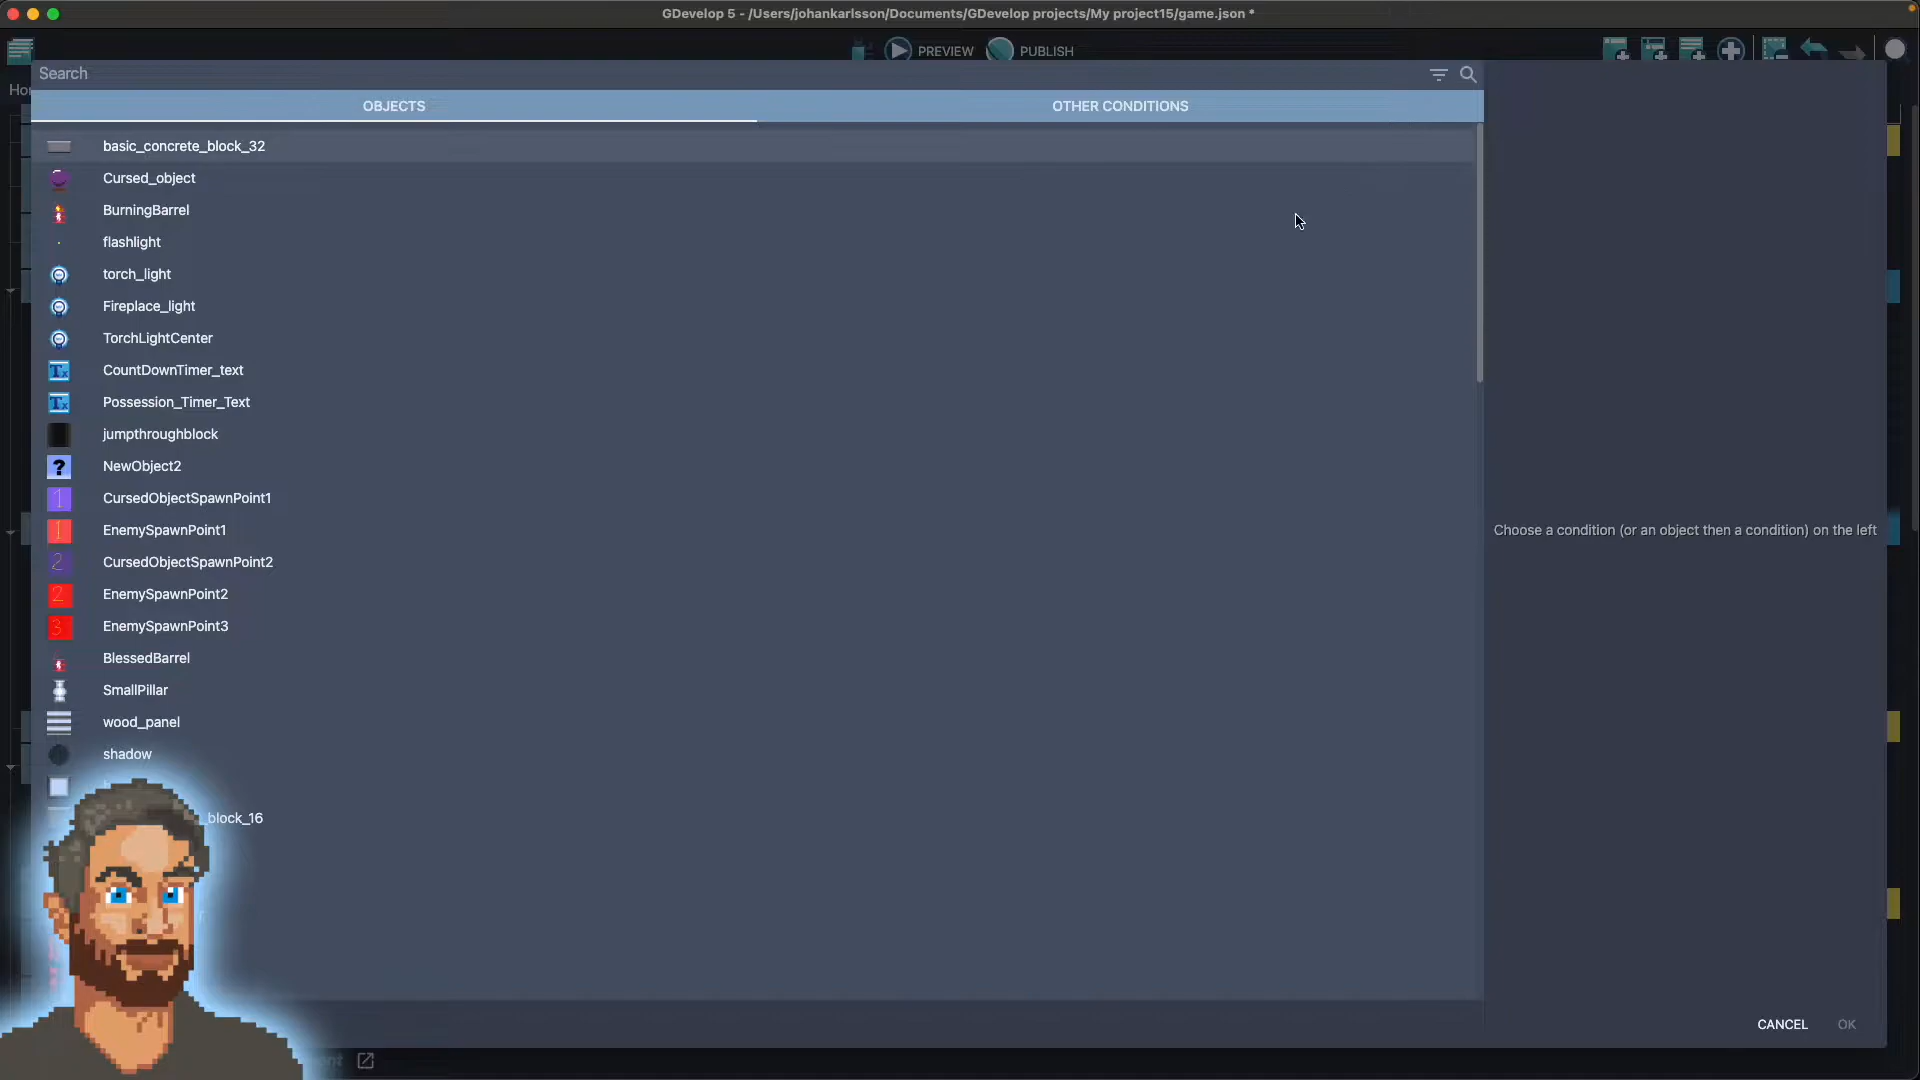 GDevelop 5 - /Users/johankarlsson/Documents/GDevelop projects/My project15/game.json *
PREVIEW
PUBLISH
Search
OBJECTS
OTHER CONDITIONS
basic_concrete_block_32
Cursed_object
BurningBarrel
flashlight
torch_light
Fireplace_light
TorchLightCenter
CountDownTimer_text
Possession_Timer_Text
jumpthroughblock
NewObject2
CursedObjectSpawnPoint1
EnemySpawnPoint1
CursedObjectSpawnPoint2
EnemySpawnPoint2
EnemySpawnPoint3
BlessedBarrel
SmallPillar
wood_panel
shadow
_block_16
Choose a condition (or an object then a condition) on the left
CANCEL
OK